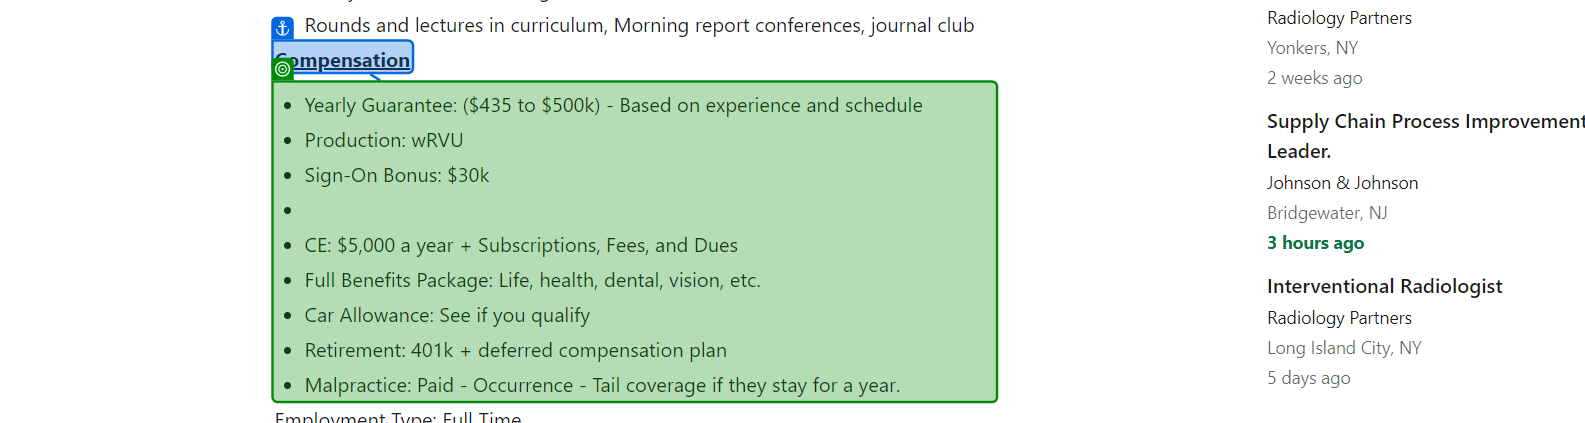 Rounds and lectures in curriculum, Morning report conferences, journal club
Compensation
Yearly Guarantee: ($435 to $500k) - Based on experience and schedule
Production: wRVU
Sign-On Bonus: $30k
CE: $5,000 a year + Subscriptions, Fees, and Dues
Full Benefits Package: Life, health, dental, vision, etc.
Car Allowance: See if you qualify
Retirement: 401k + deferred compensation plan
Malpractice: Paid - Occurrence - Tail coverage if they stay for a year.
Employment Type: Full Time
Radiology Partners
Yonkers, NY
2 weeks ago
Supply Chain Process Improvement
Leader.
Johnson & Johnson
Bridgewater, NJ
3 hours ago
Interventional Radiologist
Radiology Partners
Long Island City, NY
5 days ago